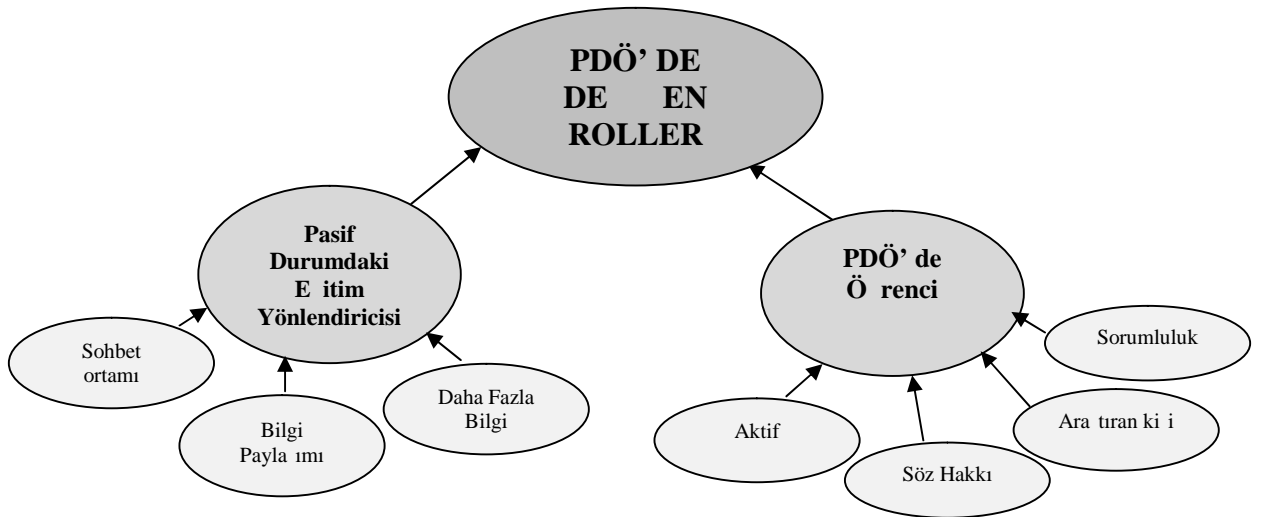 PDÖ' DE
DE EN
ROLLER
Pasif
Durumdaki
E itim
Yönlendiricisi
PDÖ' de
Ö renci
Sohbet
ortamı
Bilgi
Payla ımı
Daha Fazla
Bilgi
Aktif
Söz Hakkı
Ara tıran ki i
Sorumluluk